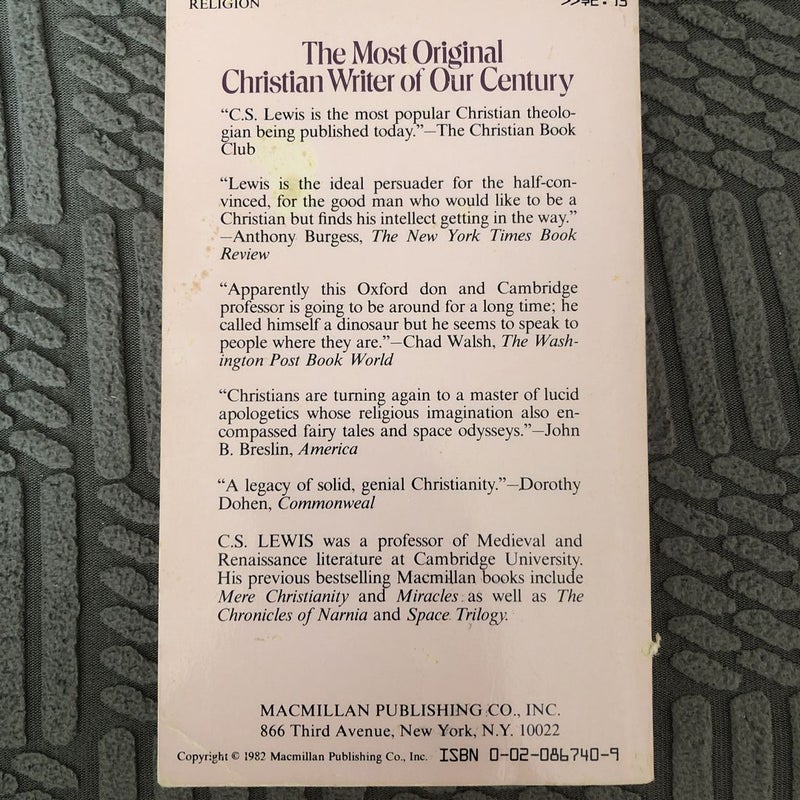 RELIGION
The Most Original
Christian Writer of Our Century
“C.S. Lewis is the most popular Christian theolo-
gian being published today.”—The Christian Book
Club
“Lewis is the ideal persuader for the half-con-
vinced, for the good man who would like to be a
Christian but finds his intellect getting in the way.”
—Anthony Burgess, The New York Times Book
Review
“Apparently this Oxford don and Cambridge
professor is going to be around for a long time; he
called himself a dinosaur but he seems to speak to
people where they are.”—Chad Walsh, The Wash-
ington Post Book World
“Christians are turning again to a master of lucid
apologetics whose religious imagination also en-
compassed fairy tales and space odysseys.”—John
B. Breslin, America
“A legacy of solid, genial Christianity.”—Dorothy
Dohen, Commonweal
C.S. LEWIS was a professor of Medieval and
Renaissance literature at Cambridge University.
His previous bestselling Macmillan books include
Mere Christianity and Miracles as well as The
Chronicles of Narnia and Space Trilogy.
MACMILLAN PUBLISHING CO., INC.
866 Third Avenue, New York, N.Y. 10022
Copyright © 1982 Macmillan Publishing Co., Inc. ISBN 0-02-086740-9